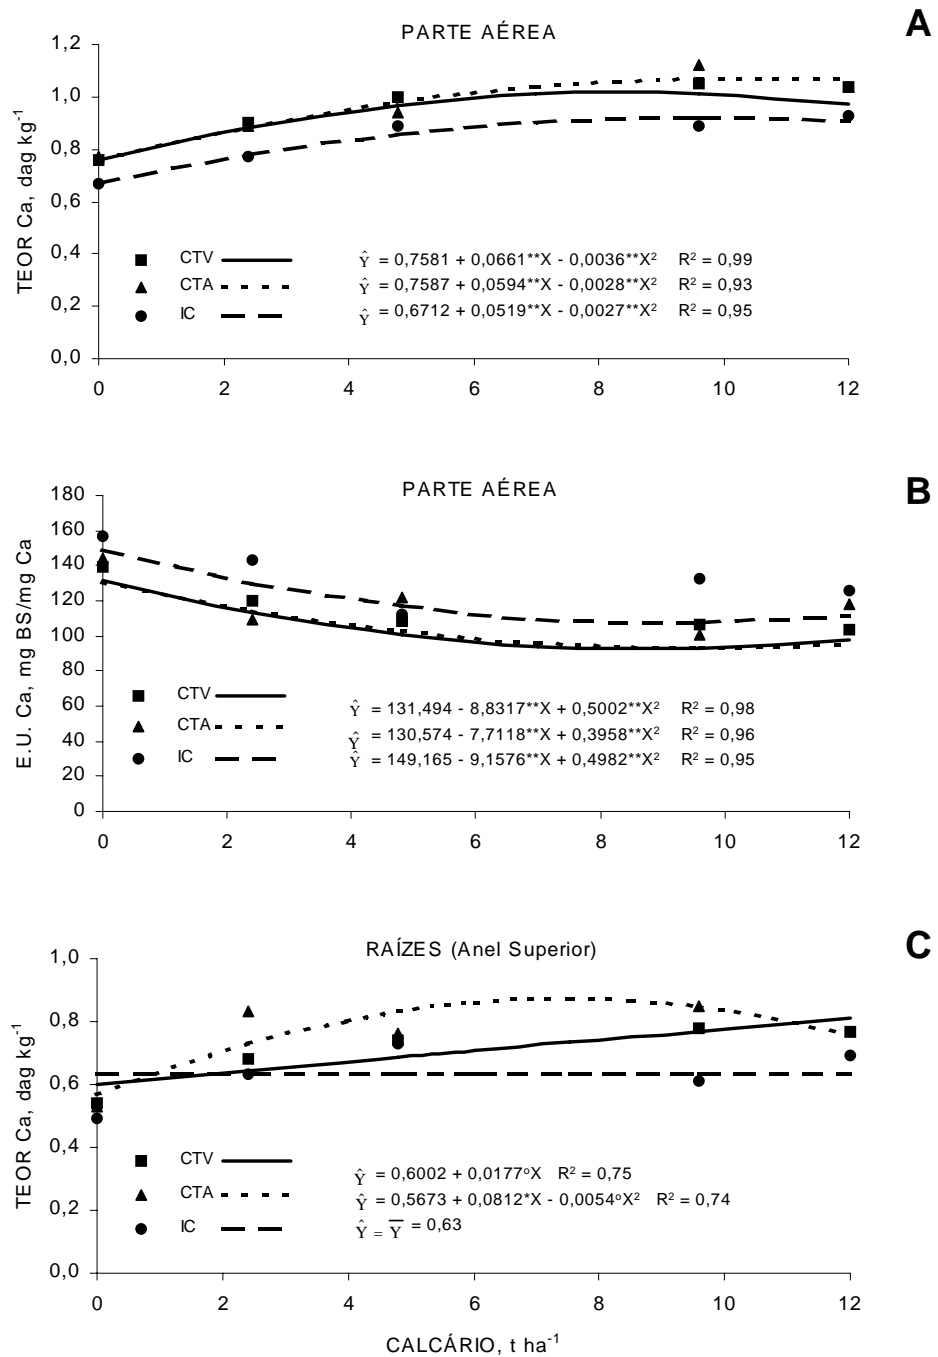 A
PARTE AÉREA
TEOR Ca, dag kg-1
1,2
1,0
0,8
0,6
0,4
0,2
0,0
CTV Ŷ = 0,7581 + 0,0661**X - 0,0036**X² R² = 0,99
CTA Ŷ = 0,7587 + 0,0594**X - 0,0028**X² R² = 0,93
IC Ŷ = 0,6712 + 0,0519**X - 0,0027**X² R² = 0,95
0 2 4 6 8 10 12
B
PARTE AÉREA
E.U. Ca, mg BS/mg Ca
180
160
140
120
100
80
60
40
20
0
CTV Ŷ = 131,494 - 8,8317**X + 0,5002**X² R² = 0,98
CTA Ŷ = 130,574 - 7,7118**X + 0,3958**X² R² = 0,96
IC Ŷ = 149,165 - 9,1576**X + 0,4982**X² R² = 0,95
0 2 4 6 8 10 12
C
RAÍZES (Anel Superior)
TEOR Ca, dag kg-1
1,0
0,8
0,6
0,4
0,2
0,0
CTV Ŷ = 0,6002 + 0,0177ºX R² = 0,75
CTA Ŷ = 0,5673 + 0,0812*X - 0,0054ºX² R² = 0,74
IC Ŷ = Y̅ = 0,63
0 2 4 6 8 10 12
CALCÁRIO, t ha-1